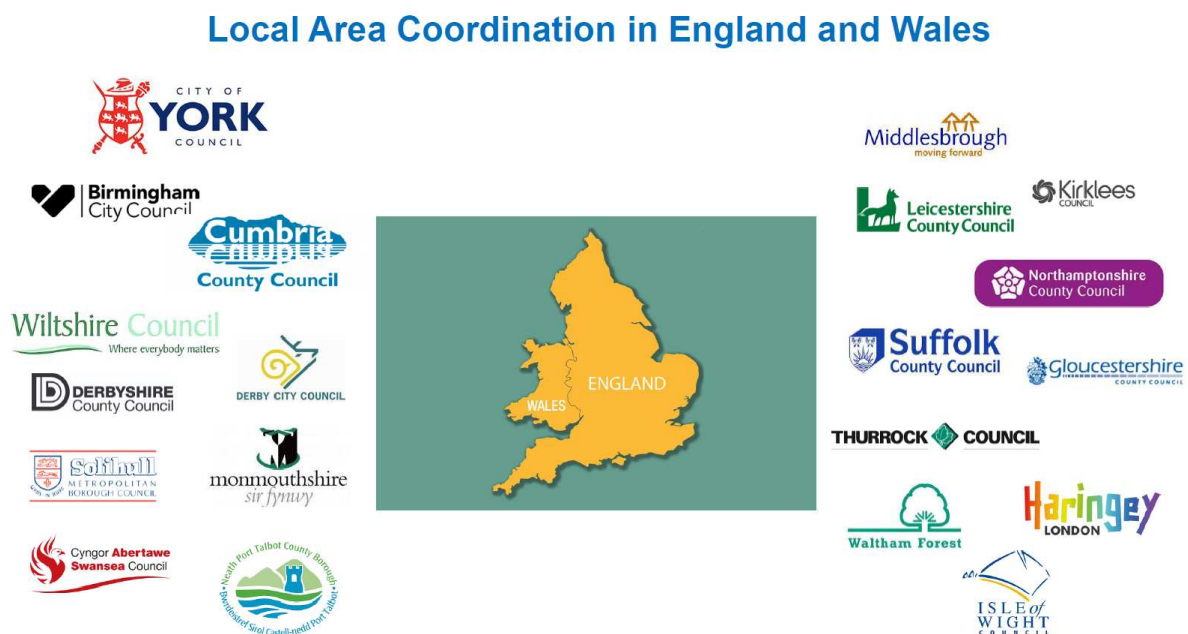 Local Area Coordination in England and Wales
CITY OF
YORK
COUNCIL
Birmingham
City Council
Cumbria
County Council
Wiltshire Council
Where everybody matters
DERBYSHIRE
County Council
DERBY CITY COUNCIL
Solihull
METROPOLITAN
BOROUGH COUNCIL
monmouthshire
sir fynwy
Cyngor Abertawe
Swansea Council
Neath Port Talbot County Borough
Bwrdeistref Sirol Castell-nedd Port Talbot
ENGLAND
WALES
Middlesbrough
moving forward
Leicestershire
County Council
Kirklees
COUNCIL
Northamptonshire
County Council
Suffolk
County Council
Gloucestershire
COUNTY COUNCIL
THURROCK COUNCIL
Waltham Forest
Haringey
LONDON
ISLE of
WIGHT
COUNCIL